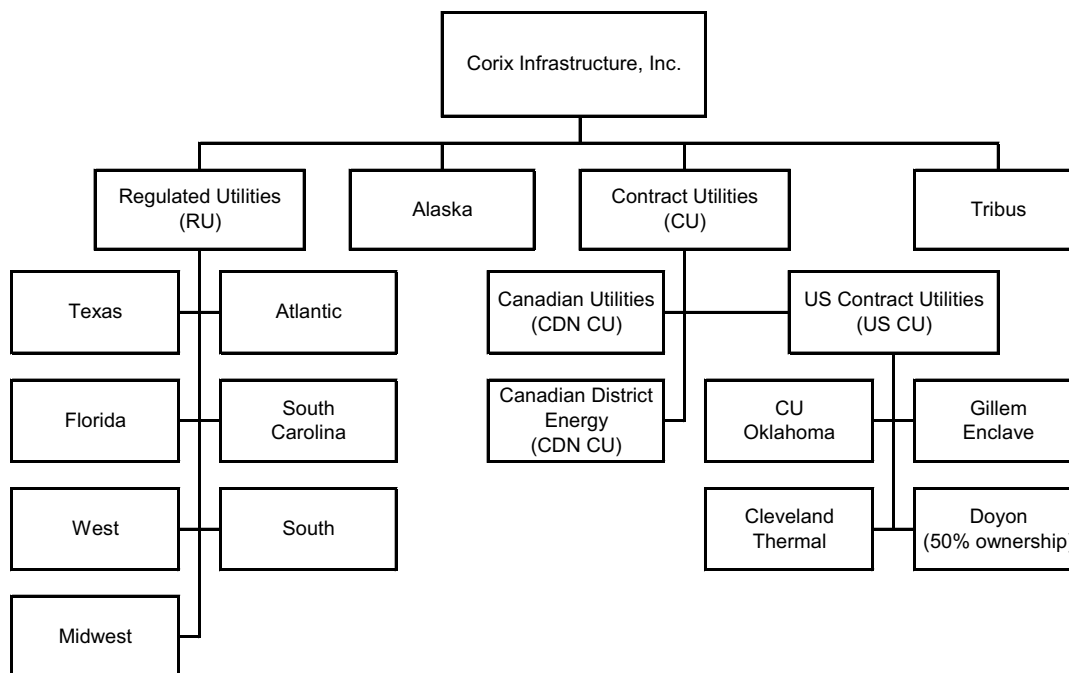 Corix Infrastructure, Inc.
Regulated Utilities
(RU)
Alaska
Contract Utilities
(CU)
Tribus
Texas
Atlantic
Canadian Utilities
(CDN CU)
US Contract Utilities
(US CU)
Florida
South
Carolina
Canadian District
Energy
(CDN CU)
CU
Oklahoma
Gillem
Enclave
West
South
Cleveland
Thermal
Doyon
(50% ownership)
Midwest